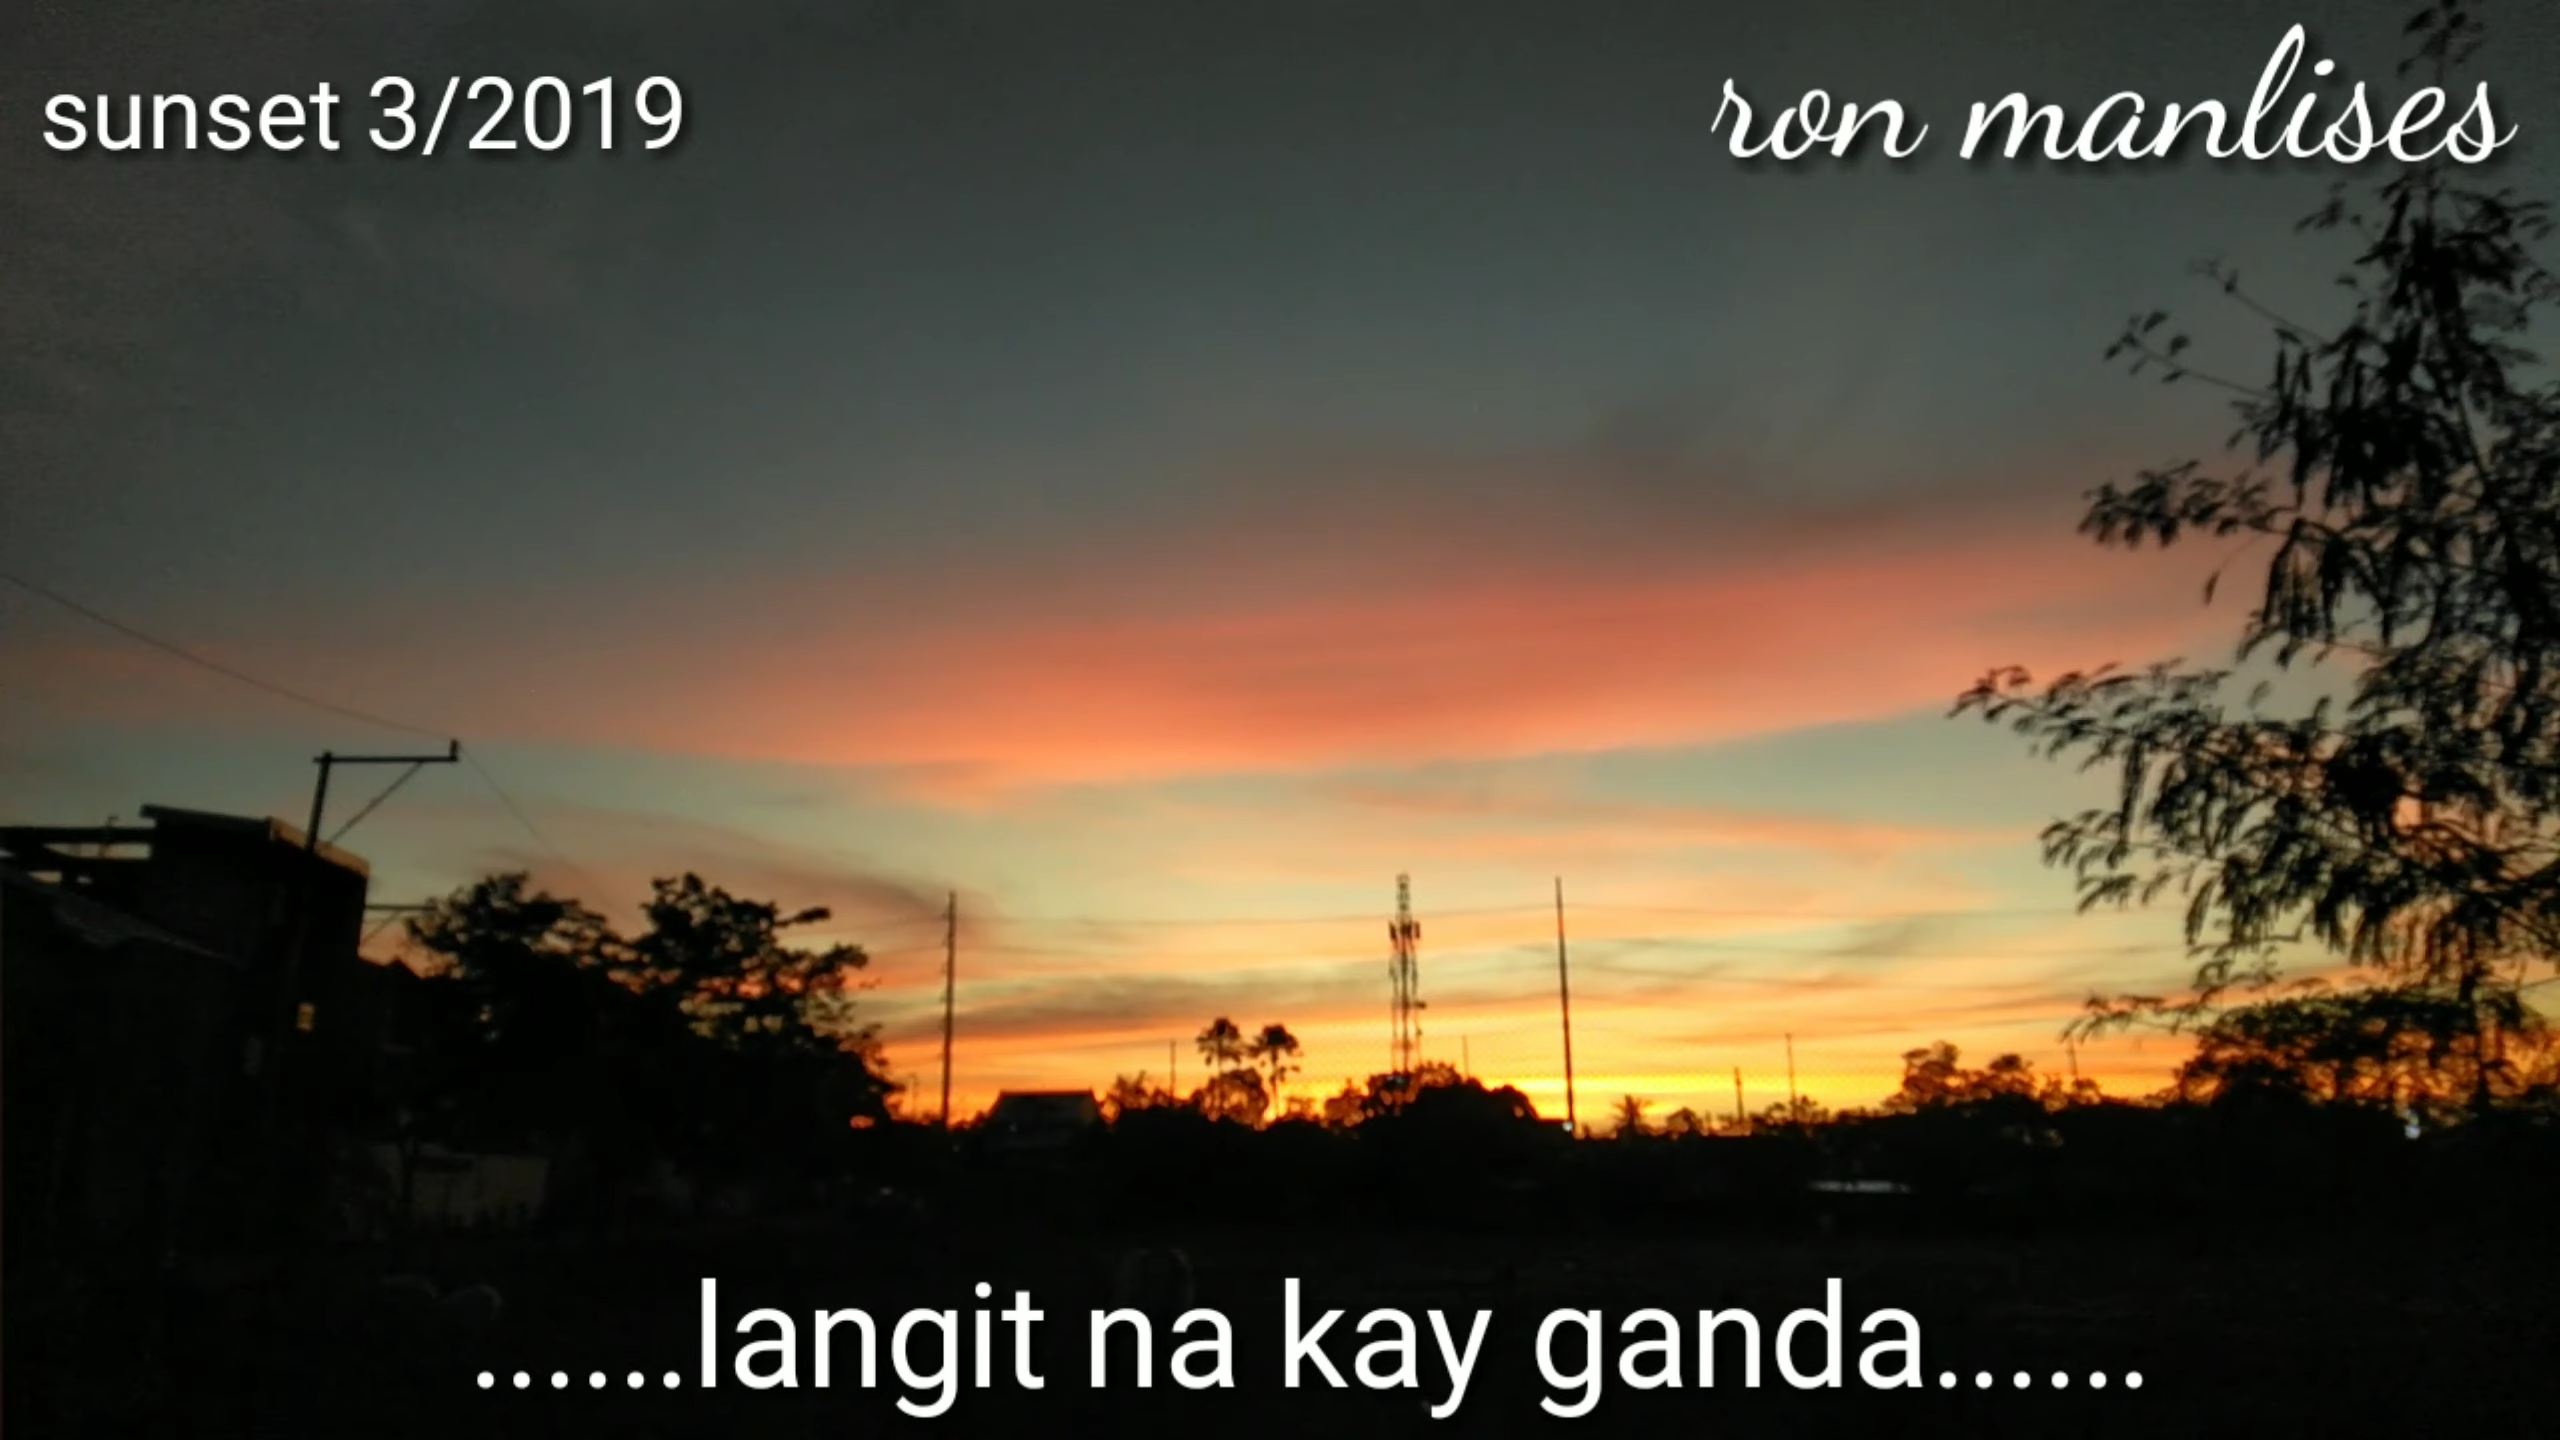 sunset 3/2019
ron manlises
......langit na kay ganda......